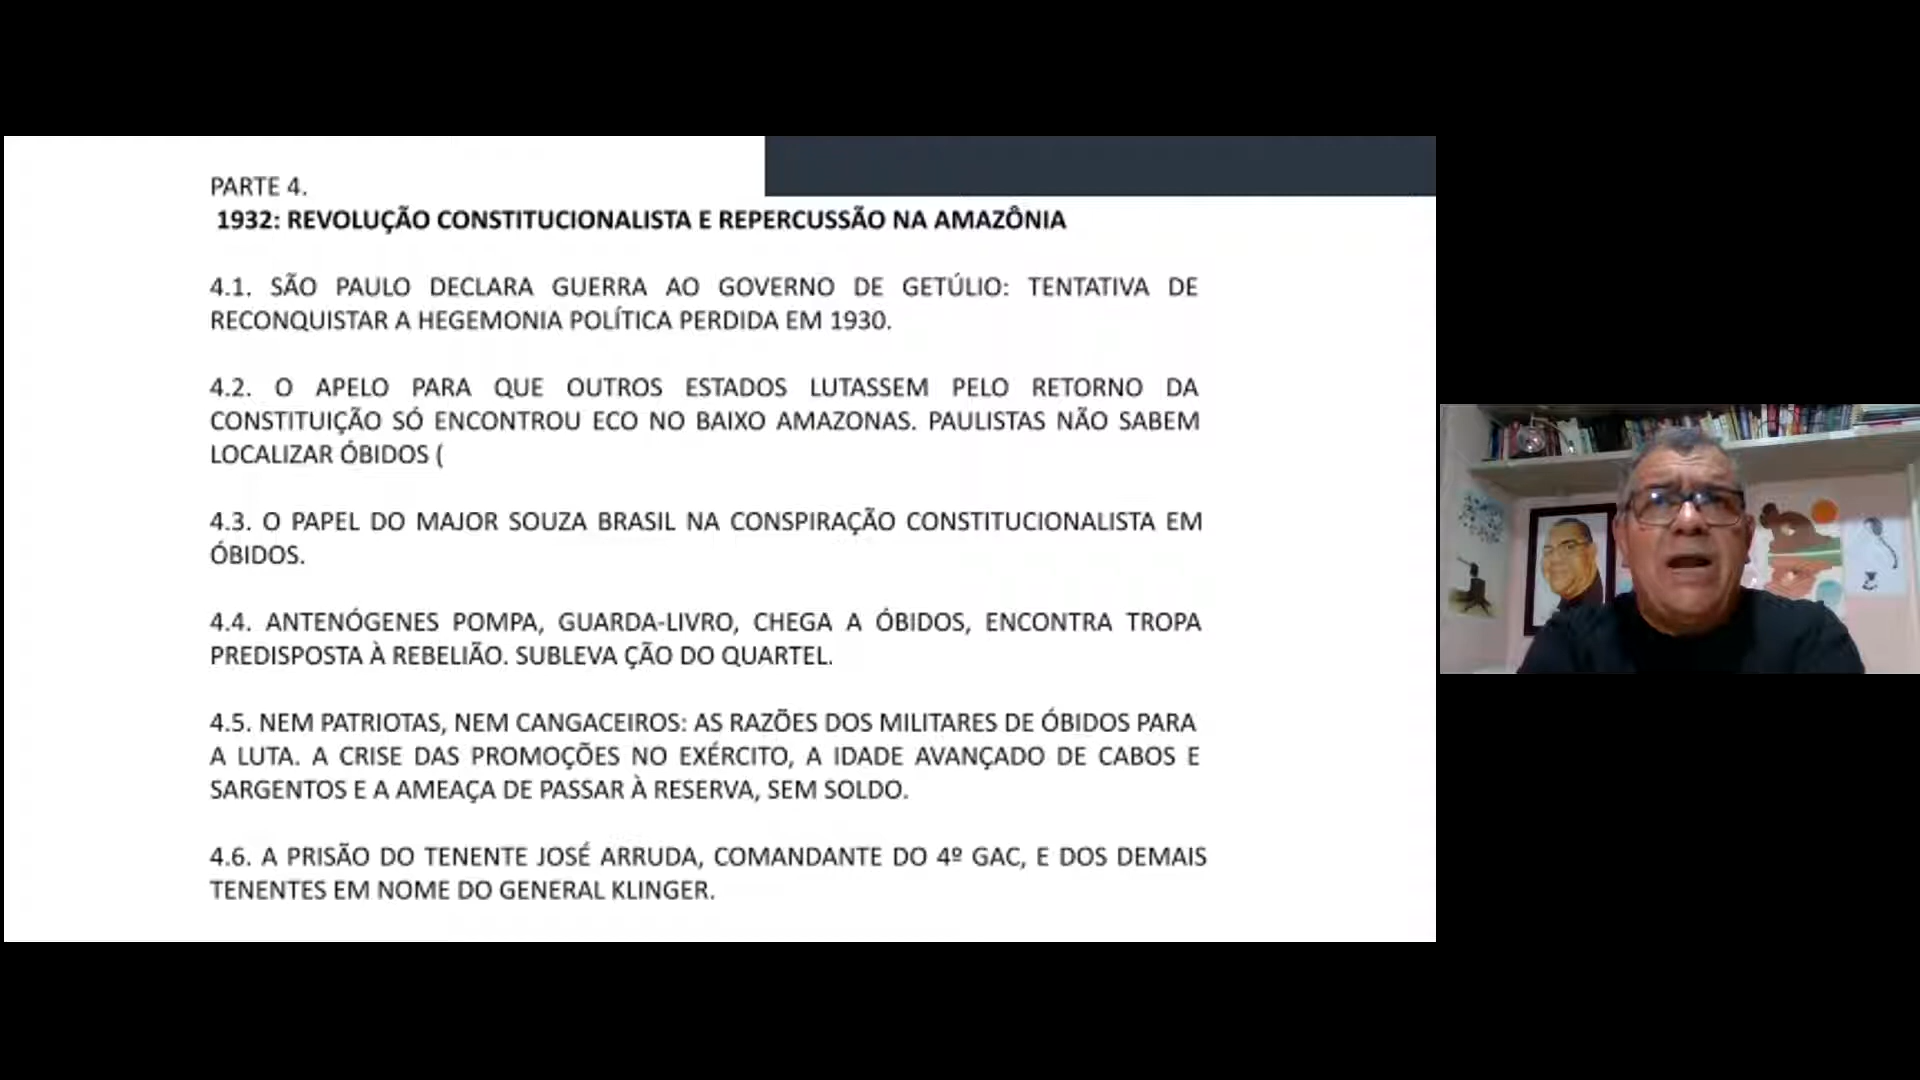 PARTE 4.
1932: REVOLUÇÃO CONSTITUCIONALISTA E REPERCUSSÃO NA AMAZÔNIA
4.1. SÃO PAULO DECLARA GUERRA AO GOVERNO DE GETÚLIO: TENTATIVA DE
RECONQUISTAR A HEGEMONIA POLÍTICA PERDIDA EM 1930.
4.2. O APELO PARA QUE OUTROS ESTADOS LUTASSEM PELO RETORNO DA
CONSTITUIÇÃO SÓ ENCONTROU ECO NO BAIXO AMAZONAS. PAULISTAS NÃO SABEM
LOCALIZAR ÓBIDOS (
4.3. O PAPEL DO MAJOR SOUZA BRASIL NA CONSPIRAÇÃO CONSTITUCIONALISTA EM
ÓBIDOS.
4.4. ANTENÓGENES POMPA, GUARDA-LIVRO, CHEGA A ÓBIDOS, ENCONTRA TROPA
PREDISPOSTA À REBELIÃO. SUBLEVA ÇÃO DO QUARTEL.
4.5. NEM PATRIOTAS, NEM CANGACEIROS: AS RAZÕES DOS MILITARES DE ÓBIDOS PARA
A LUTA. A CRISE DAS PROMOÇÕES NO EXÉRCITO, A IDADE AVANÇADO DE CABOS E
SARGENTOS E A AMEAÇA DE PASSAR À RESERVA, SEM SOLDO.
4.6. A PRISÃO DO TENENTE JOSÉ ARRUDA, COMANDANTE DO 4º GAC, E DOS DEMAIS
TENENTES EM NOME DO GENERAL KLINGER.